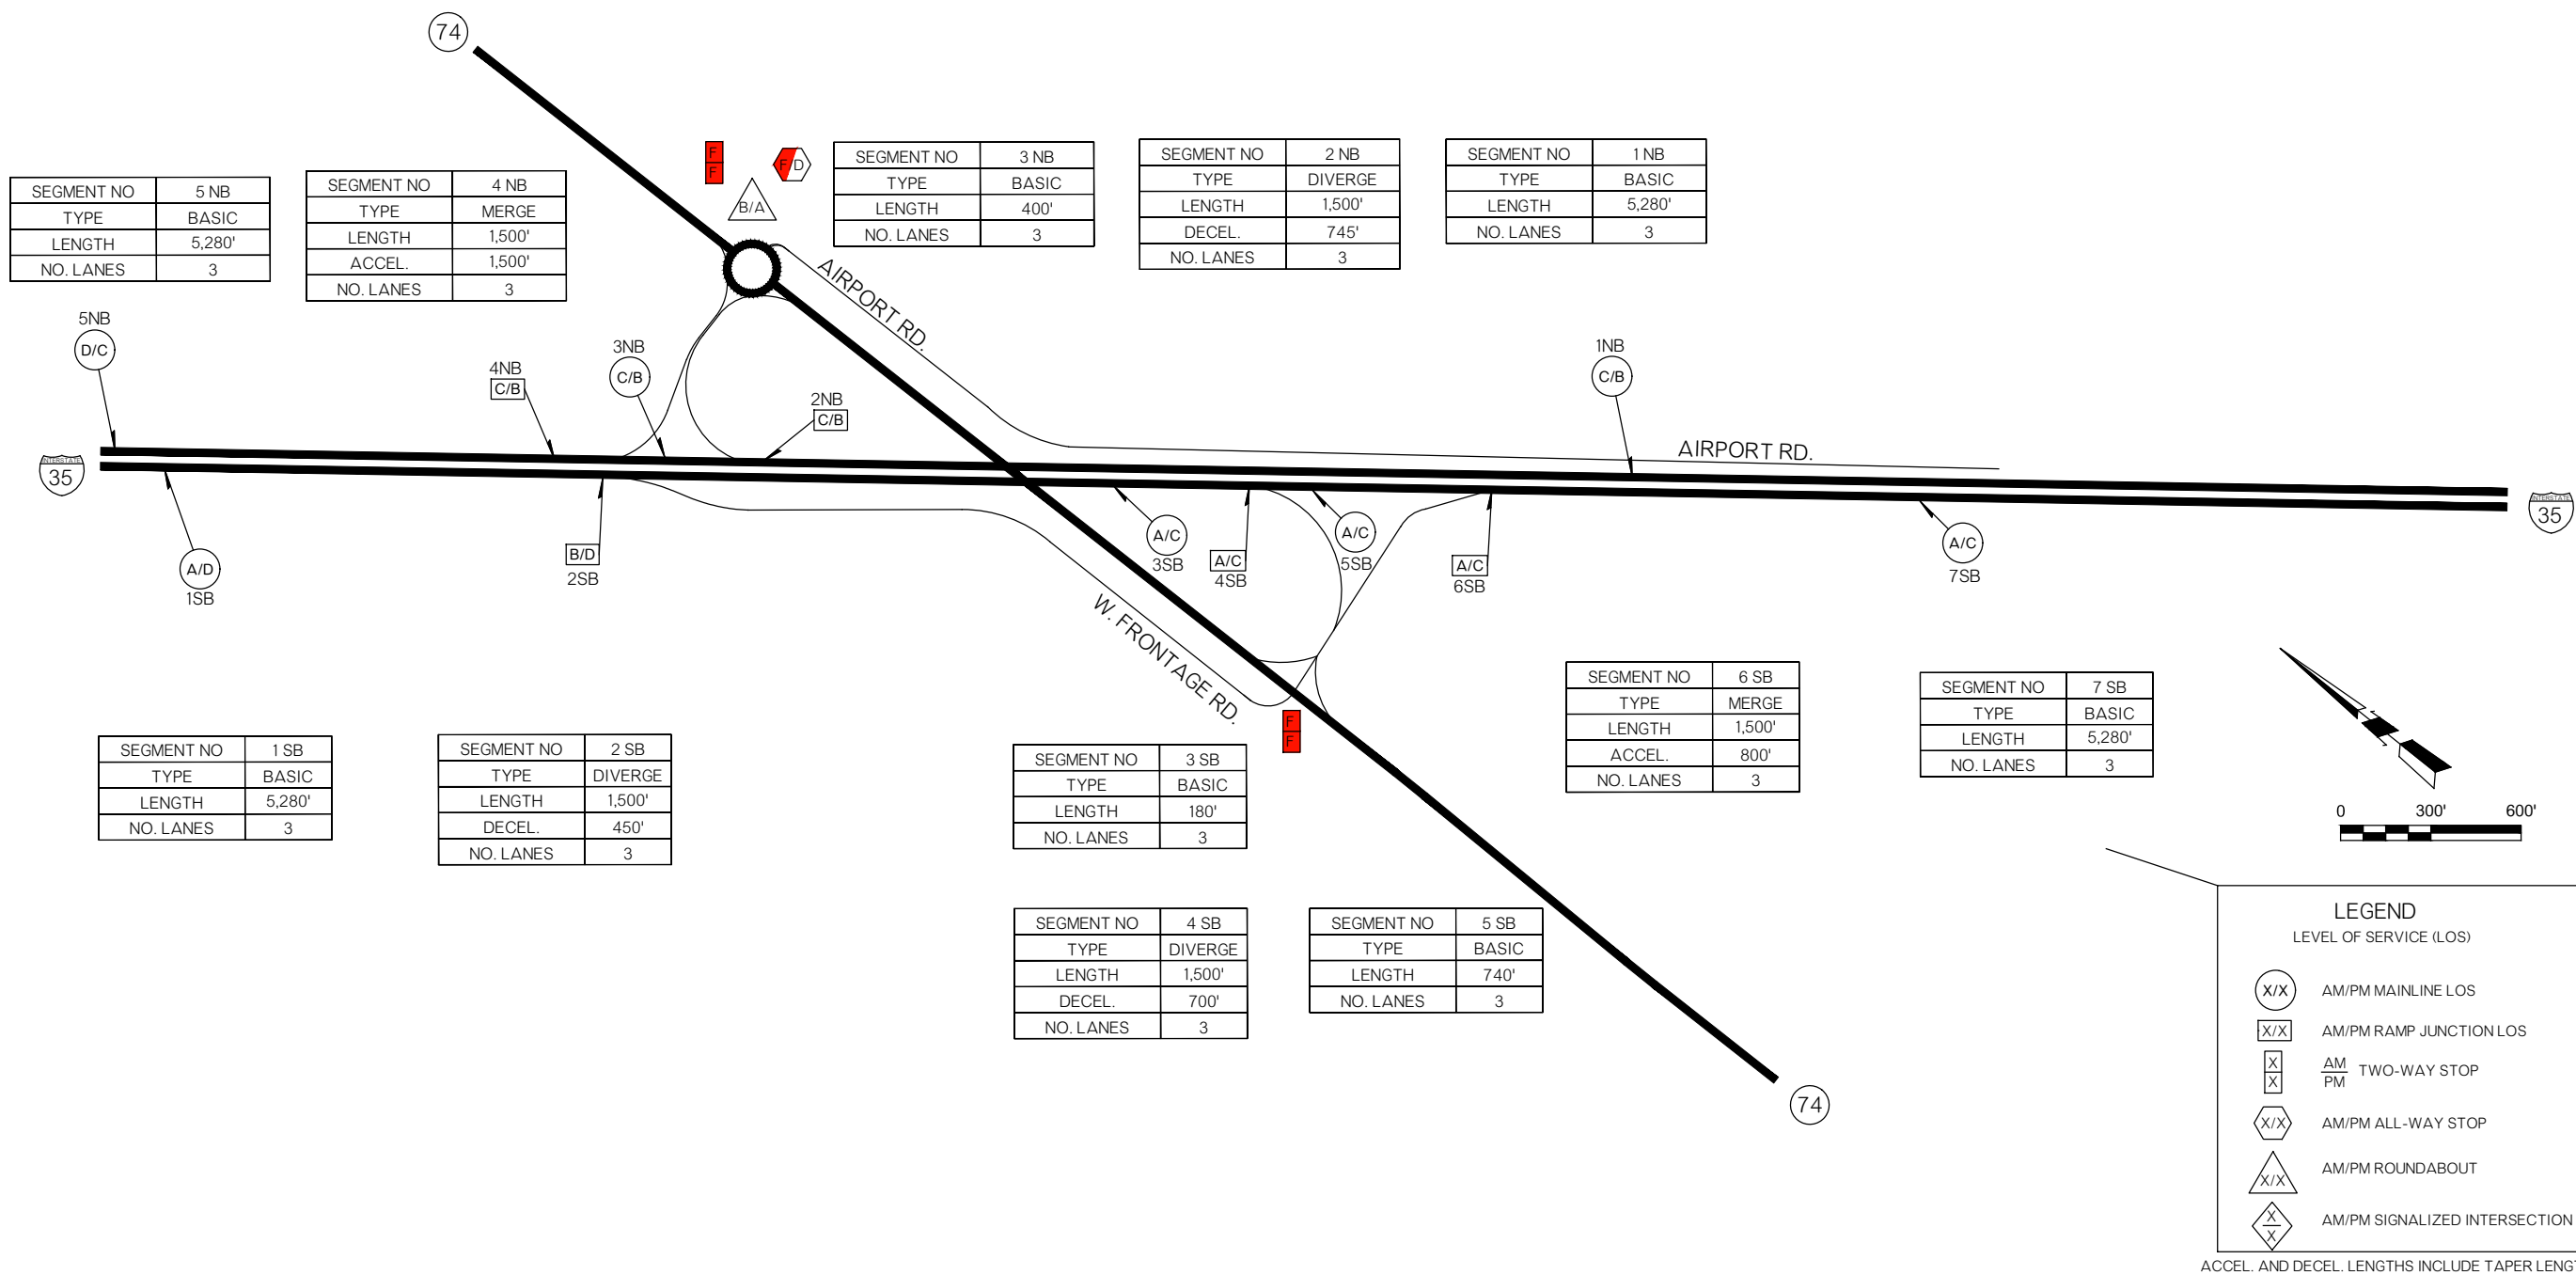 74
SEGMENT NO 5 NB
TYPE BASIC
LENGTH 5,280'
NO. LANES 3
SEGMENT NO 4 NB
TYPE MERGE
LENGTH 1,500'
ACCEL. 1,500'
NO. LANES 3
F
F
F/D
B/A
SEGMENT NO 3 NB
TYPE BASIC
LENGTH 400'
NO. LANES 3
SEGMENT NO 2 NB
TYPE DIVERGE
LENGTH 1,500'
DECEL. 745'
NO. LANES 3
SEGMENT NO 1 NB
TYPE BASIC
LENGTH 5,280'
NO. LANES 3
AIRPORT RD.
5NB
D/C
4NB
C/B
3NB
C/B
2NB
C/B
1NB
C/B
AIRPORT RD.
INTERSTATE
35
INTERSTATE
35
A/D
1SB
B/D
2SB
A/C
3SB
A/C
4SB
A/C
5SB
A/C
6SB
A/C
7SB
W. FRONTAGE RD.
F
F
SEGMENT NO 1 SB
TYPE BASIC
LENGTH 5,280'
NO. LANES 3
SEGMENT NO 2 SB
TYPE DIVERGE
LENGTH 1,500'
DECEL. 450'
NO. LANES 3
SEGMENT NO 3 SB
TYPE BASIC
LENGTH 180'
NO. LANES 3
SEGMENT NO 6 SB
TYPE MERGE
LENGTH 1,500'
ACCEL. 800'
NO. LANES 3
SEGMENT NO 7 SB
TYPE BASIC
LENGTH 5,280'
NO. LANES 3
SEGMENT NO 4 SB
TYPE DIVERGE
LENGTH 1,500'
DECEL. 700'
NO. LANES 3
SEGMENT NO 5 SB
TYPE BASIC
LENGTH 740'
NO. LANES 3
74
0 300' 600'
LEGEND
LEVEL OF SERVICE (LOS)
X/X AM/PM MAINLINE LOS
X/X AM/PM RAMP JUNCTION LOS
X
X
AM
PM
TWO-WAY STOP
X/X AM/PM ALL-WAY STOP
X/X AM/PM ROUNDABOUT
X
X
AM/PM SIGNALIZED INTERSECTION
ACCEL. AND DECEL. LENGTHS INCLUDE TAPER